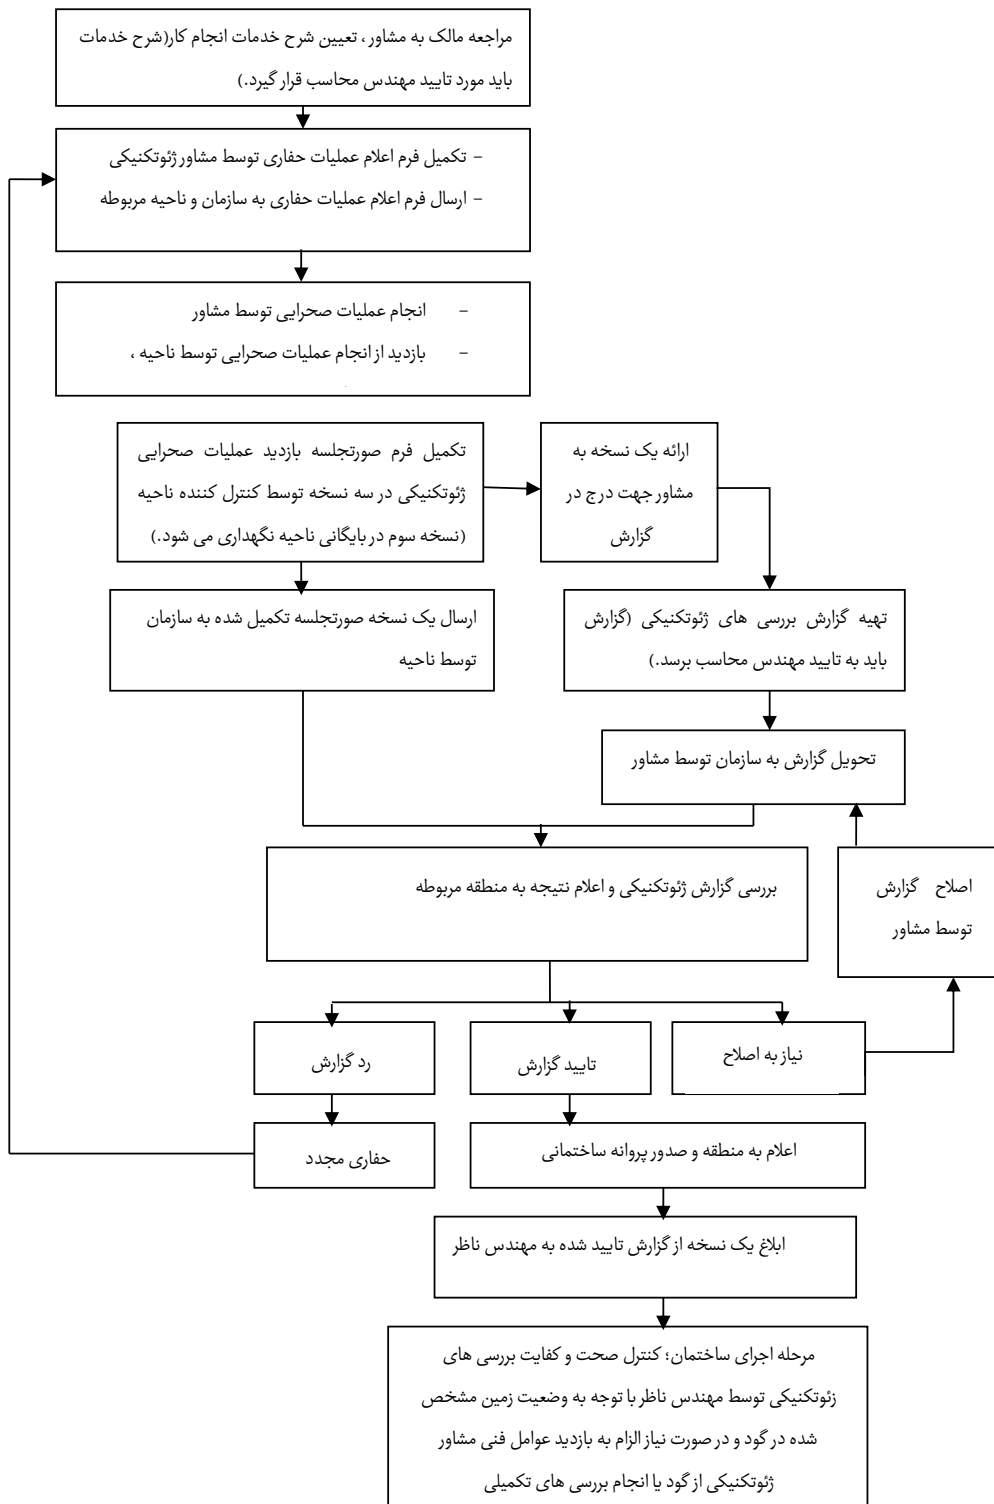 مراجعه مالک به مشاور ، تعیین شرح خدمات انجام کار(شرح خدمات
باید مورد تایید مهندس محاسب قرار گیرد.)
- تکمیل فرم اعلام عملیات حفاری توسط مشاور ژئوتکنیکی
- ارسال فرم اعلام عملیات حفاری به سازمان و ناحیه مربوطه
- انجام عملیات صحرایی توسط مشاور
- بازدید از انجام عملیات صحرایی توسط ناحیه ،
تکمیل فرم صورتجلسه بازدید عملیات صحرایی
ژئوتکنیکی در سه نسخه توسط کنترل کننده ناحیه
(نسخه سوم در بایگانی ناحیه نگهداری می شود.)
ارائه یک نسخه به
مشاور جهت درج در
گزارش
ارسال یک نسخه صورتجلسه تکمیل شده به سازمان
توسط ناحیه
تهیه گزارش بررسی های ژئوتکنیکی (گزارش
باید به تایید مهندس محاسب برسد.)
تحویل گزارش به سازمان توسط مشاور
بررسی گزارش ژئوتکنیکی و اعلام نتیجه به منطقه مربوطه
اصلاح گزارش
توسط مشاور
نیاز به اصلاح
تایید گزارش
رد گزارش
اعلام به منطقه و صدور پروانه ساختمانی
حفاری مجدد
ابلاغ یک نسخه از گزارش تایید شده به مهندس ناظر
مرحله اجرای ساختمان؛ کنترل صحت و کفایت بررسی های
زئوتکنیکی توسط مهندس ناظر با توجه به وضعیت زمین مشخص
شده در گود و در صورت نیاز الزام به بازدید عوامل فنی مشاور
ژئوتکنیکی از گود یا انجام بررسی های تکمیلی